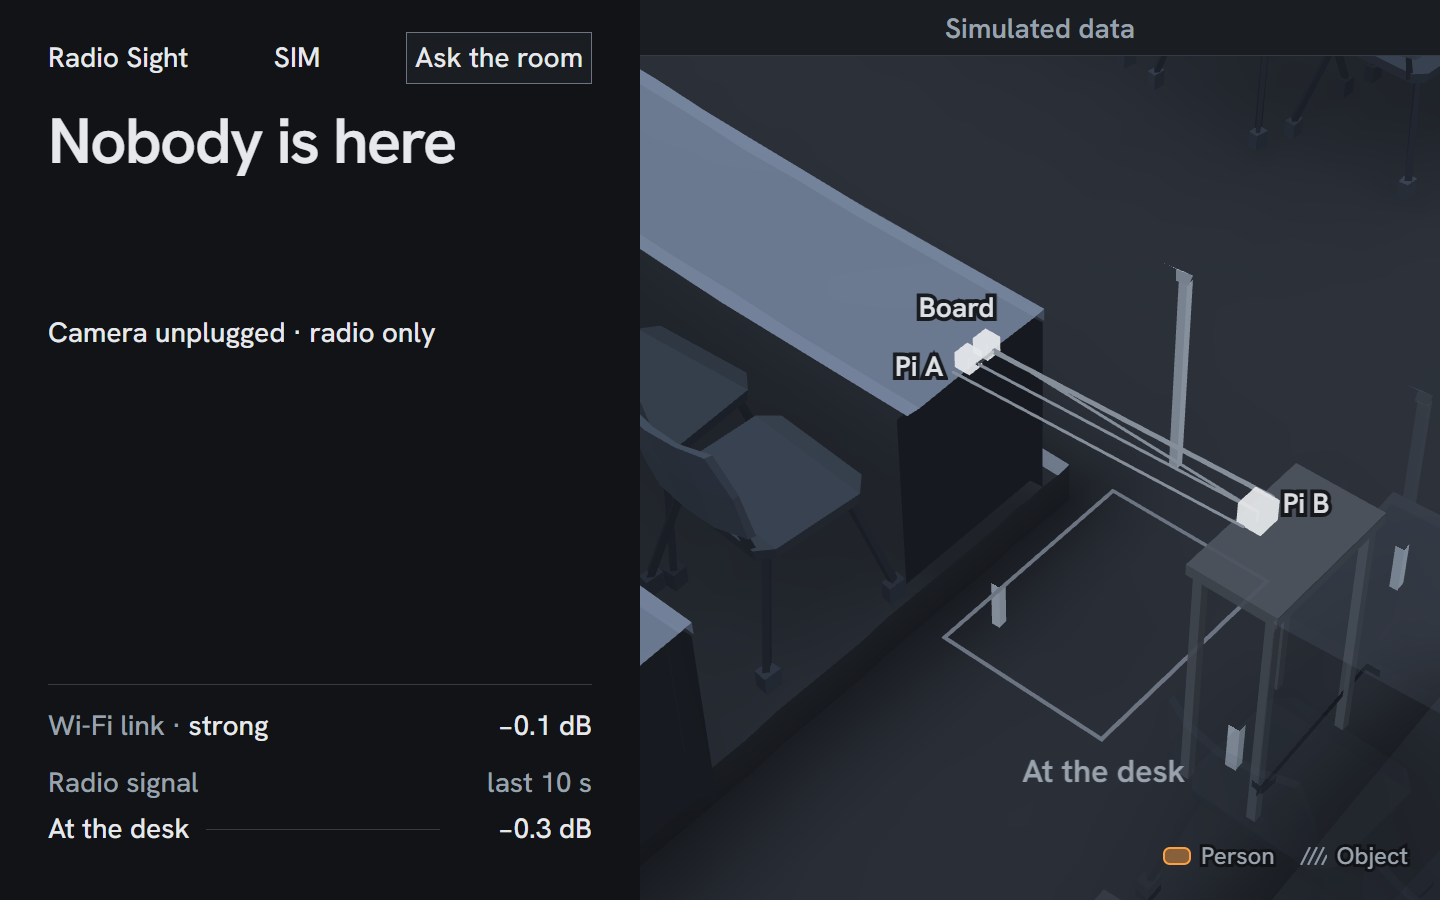 Radio Sight
SIM
Ask the room
Nobody is here
Camera unplugged · radio only
Wi-Fi link · strong
−0.1 dB
Radio signal
last 10 s
At the desk
−0.3 dB
Simulated data
Board
Pi A
Pi B
At the desk
Person
Object